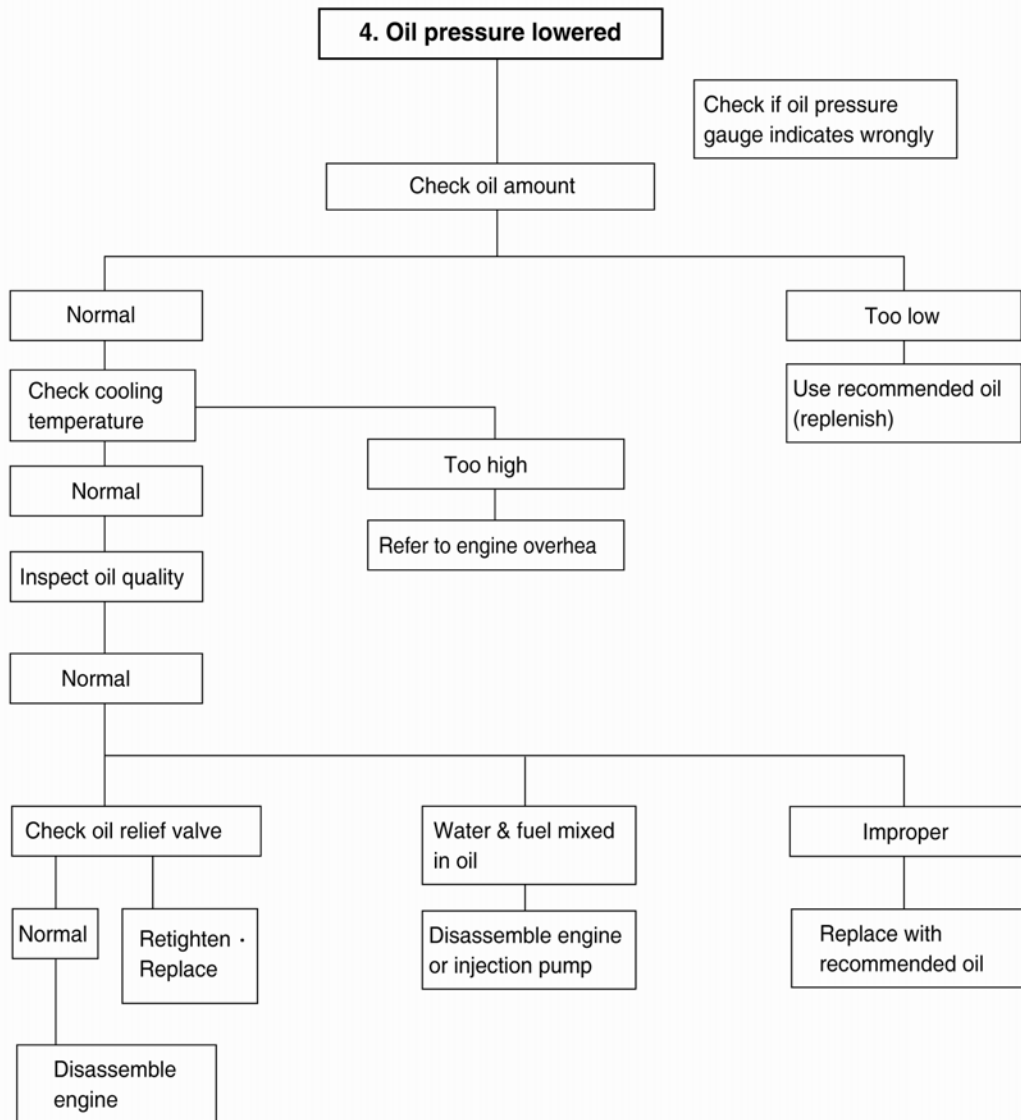 4. Oil pressure lowered
Check if oil pressure
gauge indicates wrongly
Check oil amount
Normal
Too low
Check cooling
temperature
Use recommended oil
(replenish)
Too high
Normal
Refer to engine overhea
Inspect oil quality
Normal
Check oil relief valve
Water & fuel mixed
in oil
Improper
Normal
Retighten ·
Replace
Disassemble engine
or injection pump
Replace with
recommended oil
Disassemble
engine